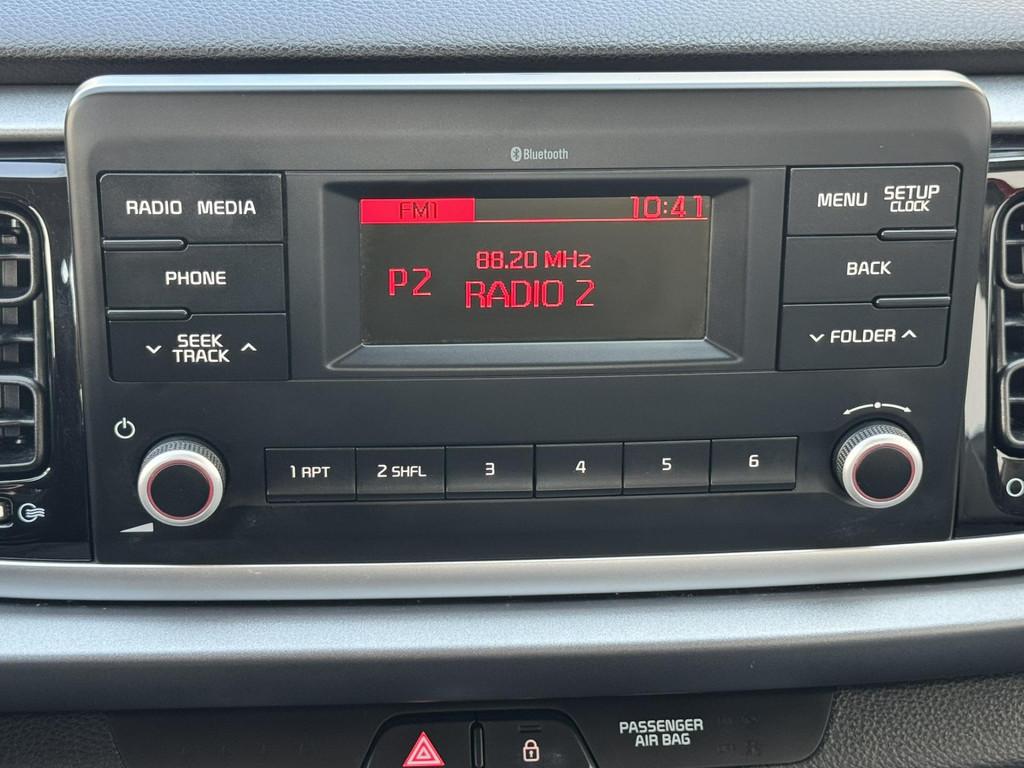 Bluetooth
RADIO MEDIA
PHONE
SEEK
TRACK
FM1 10:41
88.20 MHz
P2 RADIO 2
MENU SETUP
CLOCK
BACK
FOLDER
1 RPT 2 SHFL 3 4 5 6
PASSENGER
AIR BAG